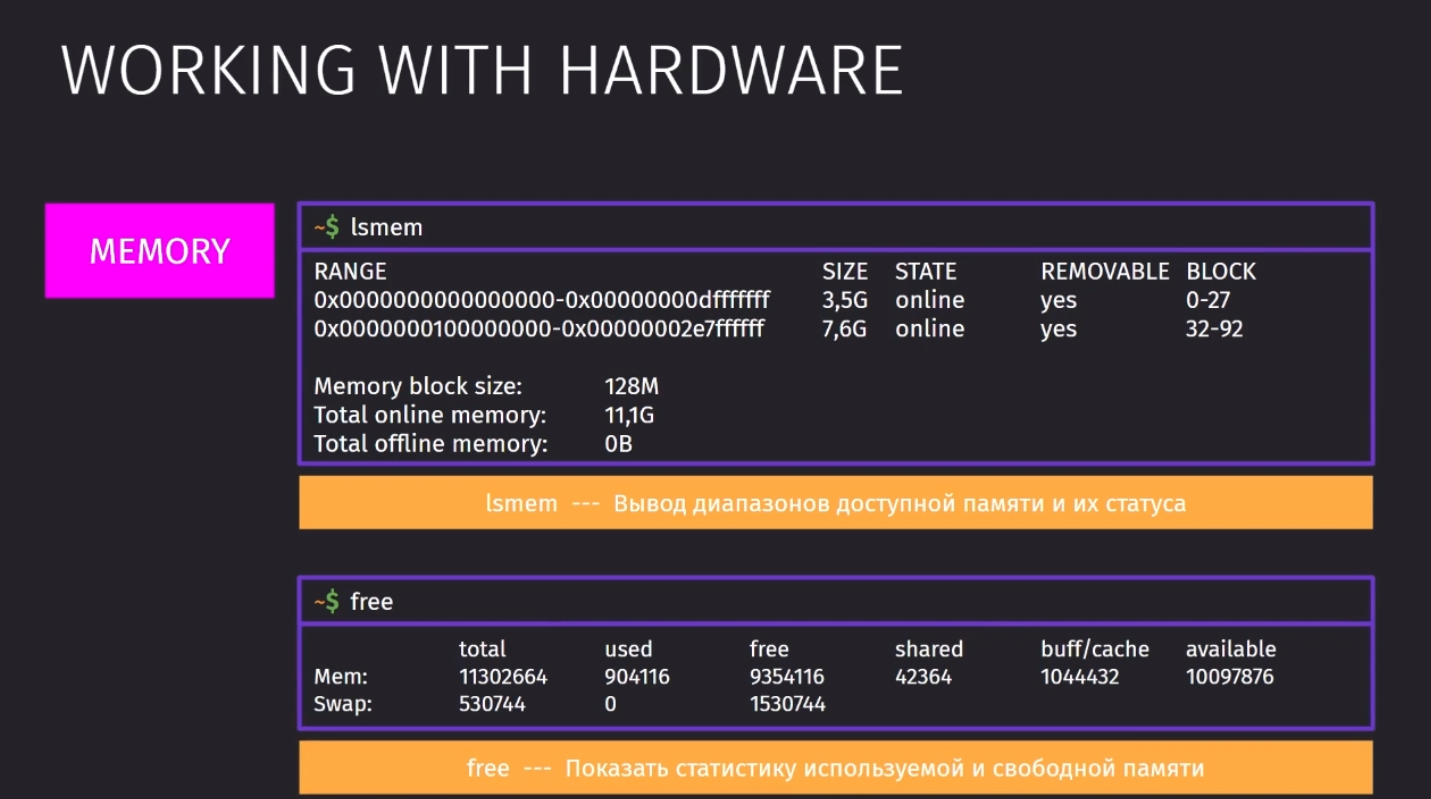 WORKING WITH HARDWARE
MEMORY
~$ lsmem
RANGE SIZE STATE REMOVABLE BLOCK
0x0000000000000000-0x00000000dfffffff 3,5G online yes 0-27
0x0000000100000000-0x00000002e7ffffff 7,6G online yes 32-92
Memory block size: 128M
Total online memory: 11,1G
Total offline memory: 0B
lsmem --- Вывод диапазонов доступной памяти и их статуса
~$ free
total used free shared buff/cache available
Mem: 11302664 904116 9354116 42364 1044432 10097876
Swap: 530744 0 1530744
free --- Показать статистику используемой и свободной памяти